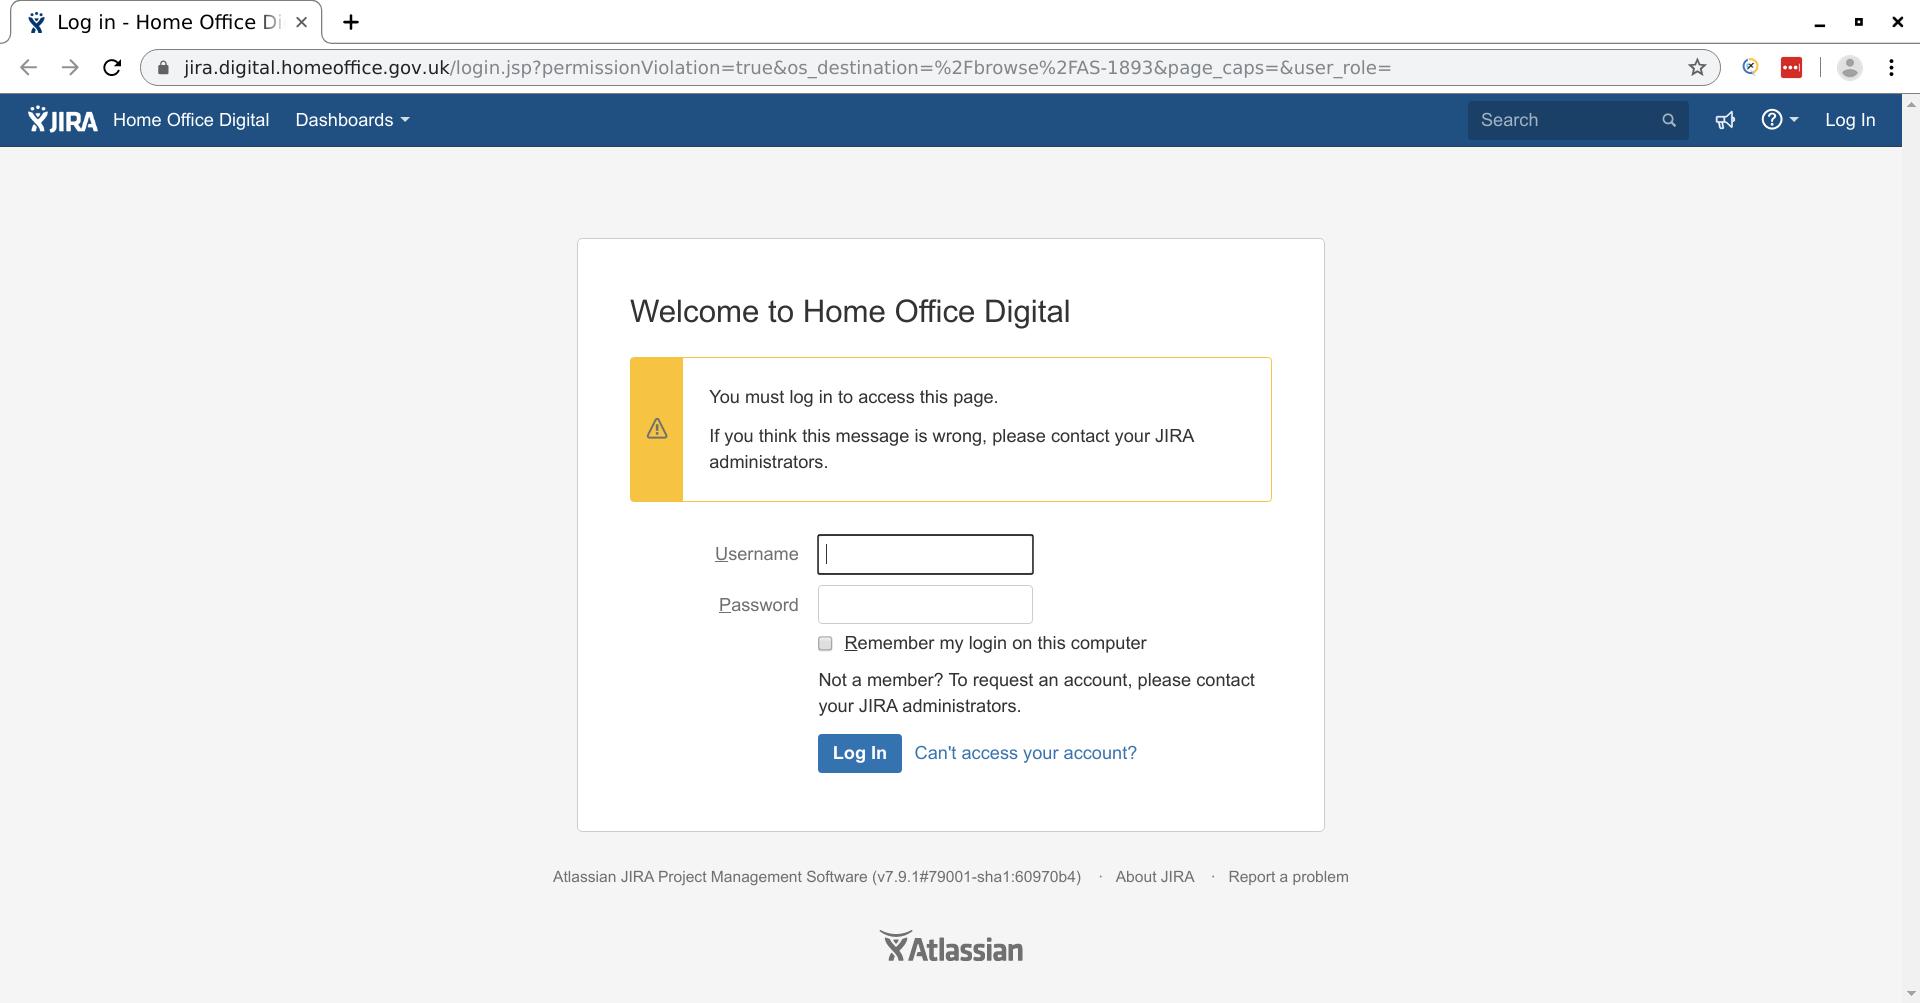 Log in - Home Office Di
jira.digital.homeoffice.gov.uk/login.jsp?permissionViolation=true&os_destination=%2Fbrowse%2FAS-1893&page_caps=&user_role=
JIRA Home Office Digital Dashboards Search Log In
Welcome to Home Office Digital
You must log in to access this page.
If you think this message is wrong, please contact your JIRA
administrators.
Username
Password
Remember my login on this computer
Not a member? To request an account, please contact
your JIRA administrators.
Log In Can't access your account?
Atlassian JIRA Project Management Software (v7.9.1#79001-sha1:60970b4) · About JIRA · Report a problem
Atlassian